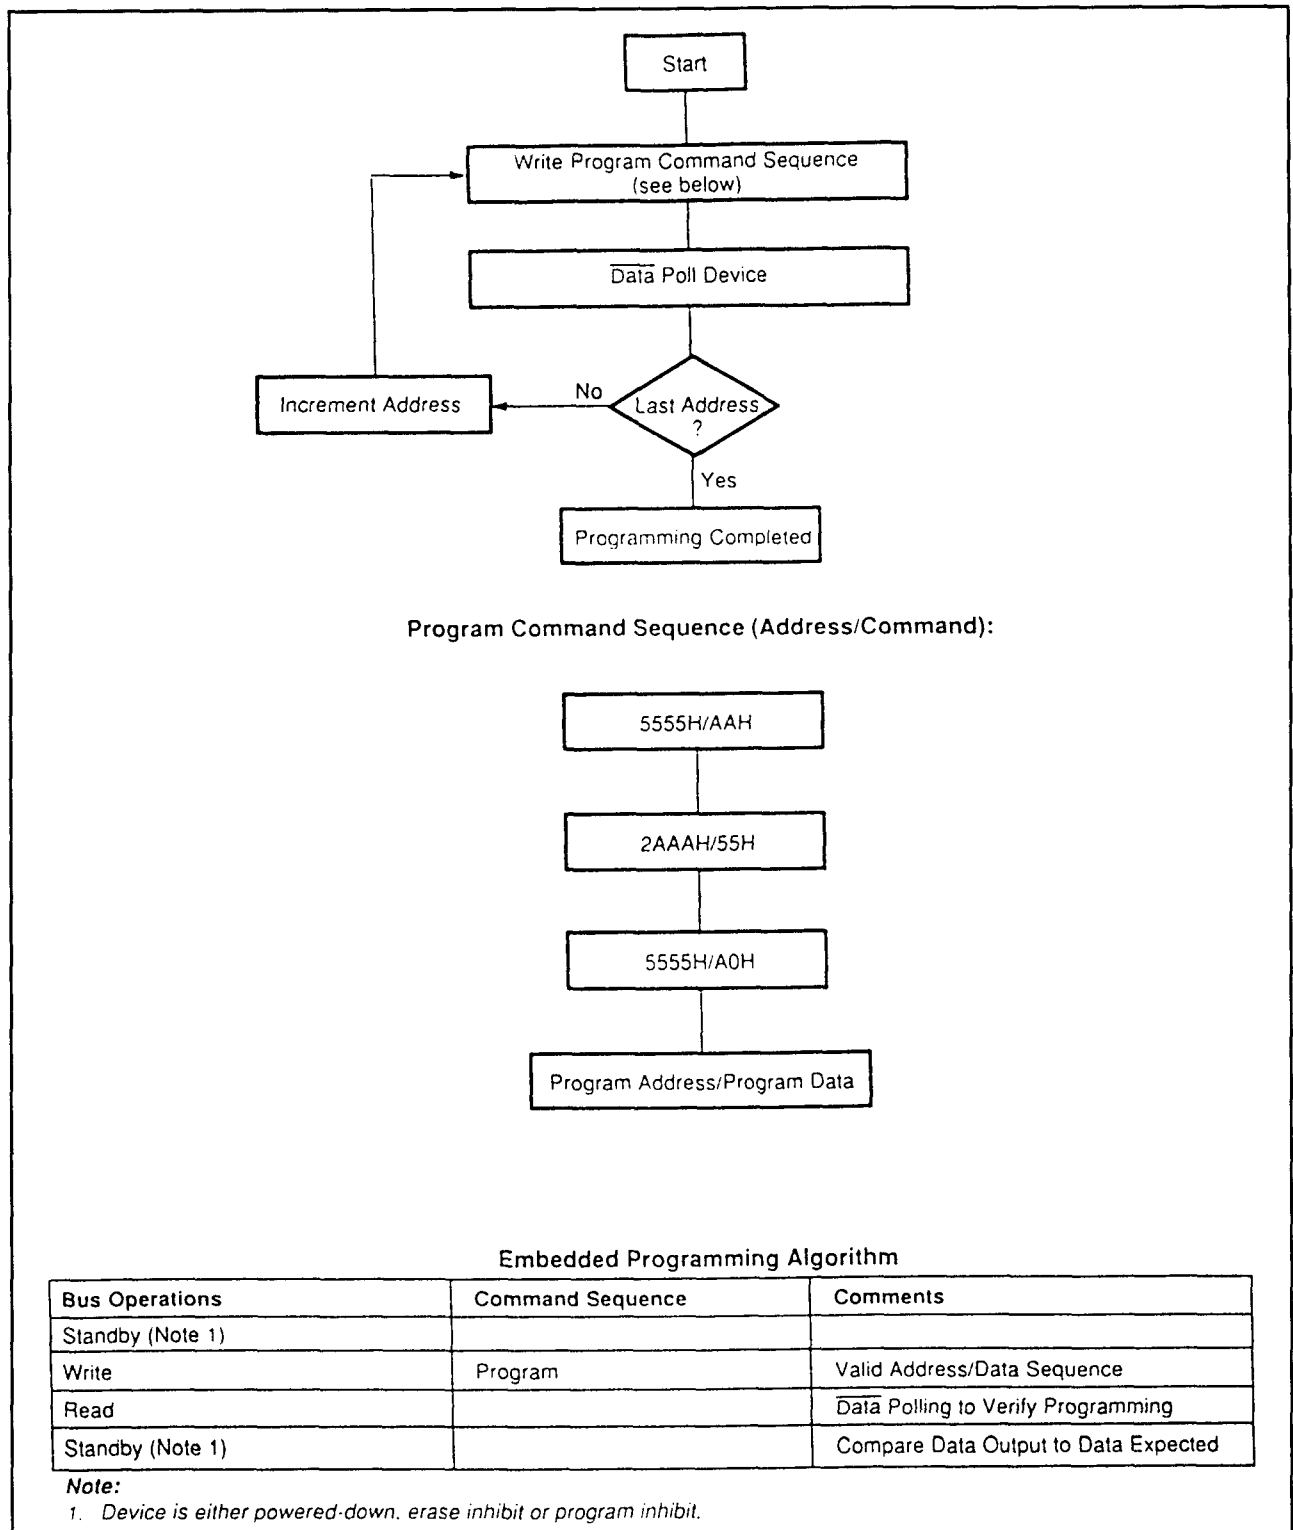 Start
Write Program Command Sequence
(see below)
Data Poll Device
No
Last Address
?
Increment Address
Yes
Programming Completed
Program Command Sequence (Address/Command):
5555H/AAH
2AAAH/55H
5555H/A0H
Program Address/Program Data
Embedded Programming Algorithm
Bus Operations Command Sequence Comments
Standby (Note 1)
Write Program Valid Address/Data Sequence
Read Data Polling to Verify Programming
Standby (Note 1) Compare Data Output to Data Expected
Note:
1. Device is either powered-down. erase inhibit or program inhibit.